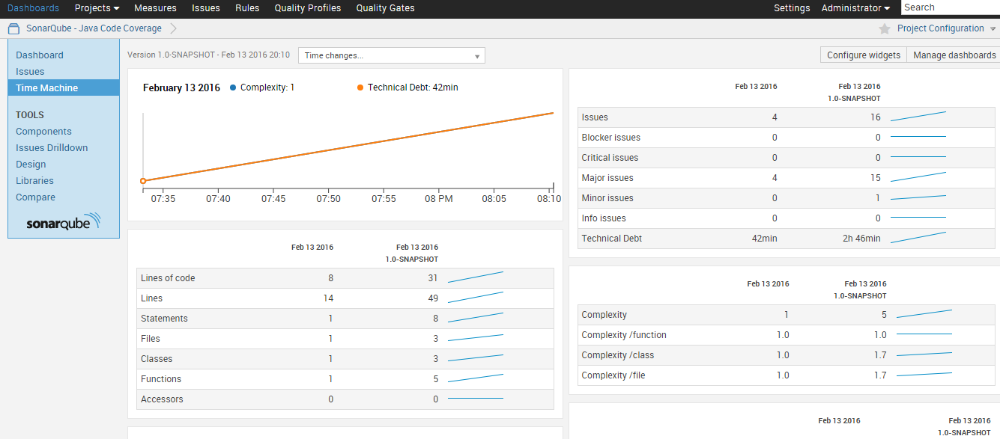 Dashboards Projects Measures Issues Rules Quality Profiles Quality Gates Settings Administrator Search
SonarQube - Java Code Coverage Project Configuration
Dashboard
Issues
Time Machine
TOOLS
Components
Issues Drilldown
Design
Libraries
Compare
sonarqube
Version 1.0-SNAPSHOT - Feb 13 2016 20:10 Time changes... Configure widgets Manage dashboards
February 13 2016 Complexity: 1 Technical Debt: 42min
07:35 07:40 07:45 07:50 07:55 08 PM 08:05 08:10
Feb 13 2016 Feb 13 2016
1.0-SNAPSHOT
Lines of code 8 31
Lines 14 49
Statements 1 8
Files 1 3
Classes 1 3
Functions 1 5
Accessors 0 0
Feb 13 2016 Feb 13 2016
1.0-SNAPSHOT
Issues 4 16
Blocker issues 0 0
Critical issues 0 0
Major issues 4 15
Minor issues 0 1
Info issues 0 0
Technical Debt 42min 2h 46min
Feb 13 2016 Feb 13 2016
1.0-SNAPSHOT
Complexity 1 5
Complexity /function 1.0 1.0
Complexity /class 1.0 1.7
Complexity /file 1.0 1.7
Feb 13 2016 Feb 13 2016
1.0-SNAPSHOT